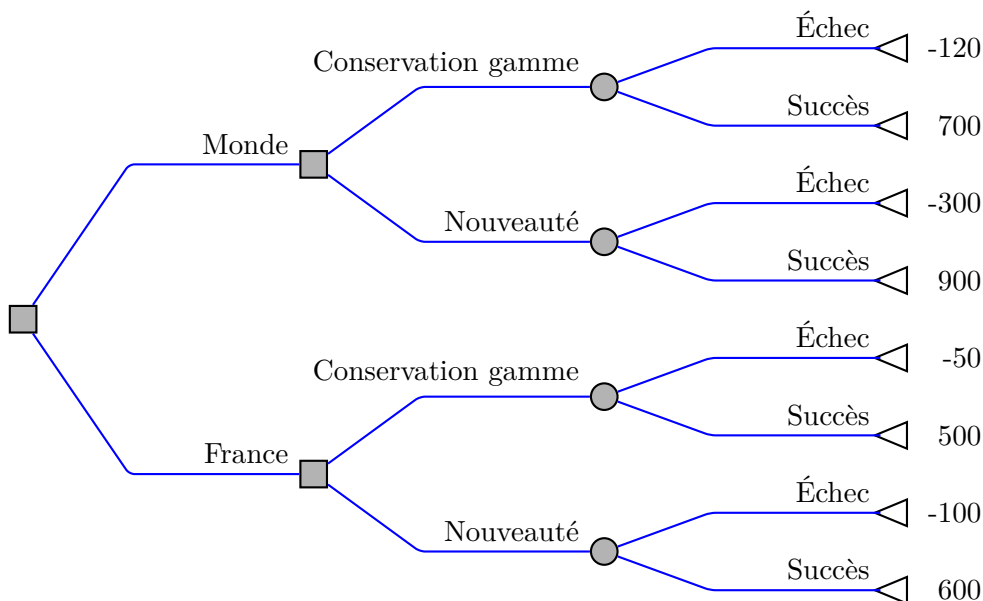 Échec
-120
Conservation gamme
Succès
700
Monde
Échec
-300
Nouveauté
Succès
900
Échec
-50
Conservation gamme
Succès
500
France
Échec
-100
Nouveauté
Succès
600